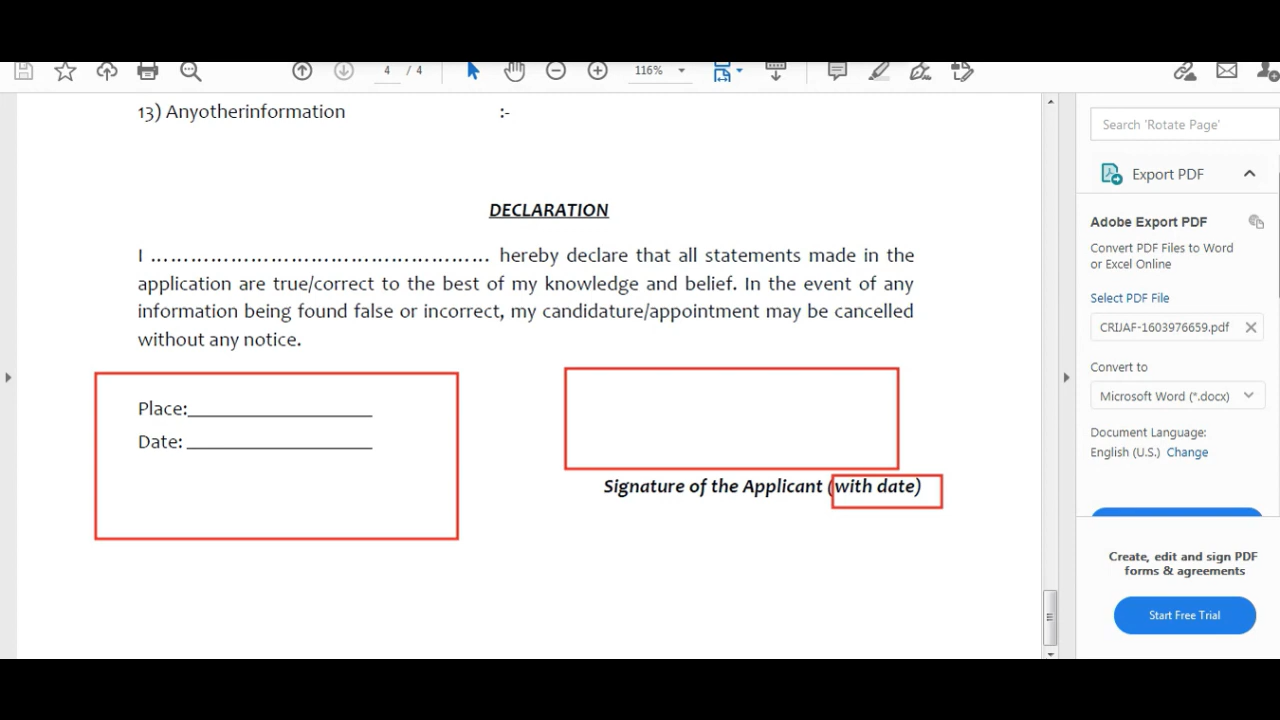 4 / 4
116%
13) Anyotherinformation :-
DECLARATION
I ................................................ hereby declare that all statements made in the
application are true/correct to the best of my knowledge and belief. In the event of any
information being found false or incorrect, my candidature/appointment may be cancelled
without any notice.
Place:____________________
Date: ____________________
Signature of the Applicant (with date)
Search 'Rotate Page'
Export PDF
Adobe Export PDF
Convert PDF Files to Word
or Excel Online
Select PDF File
CRIJAF-1603976659.pdf
Convert to
Microsoft Word (*.docx)
Document Language:
English (U.S.) Change
Create, edit and sign PDF
forms & agreements
Start Free Trial